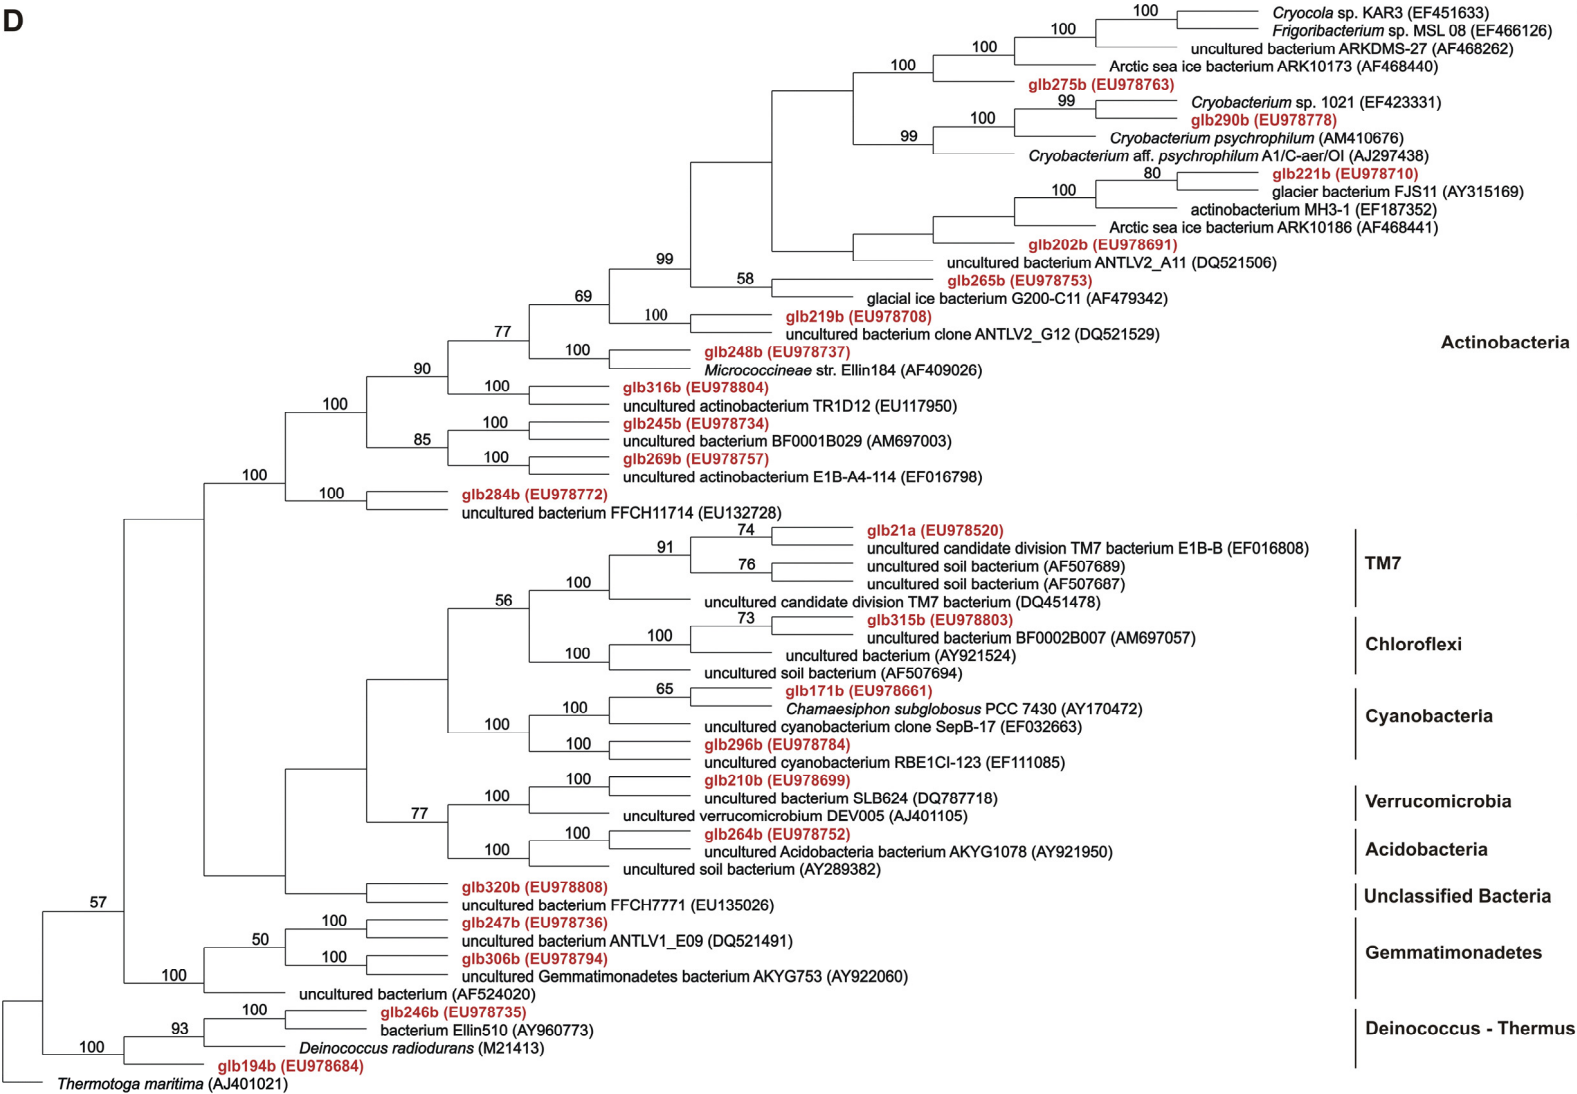 D
100 Cryocola sp. KAR3 (EF451633)
Frigoribacterium sp. MSL 08 (EF466126)
100
uncultured bacterium ARKDMS-27 (AF468262)
100
Arctic sea ice bacterium ARK10173 (AF468440)
100
glb275b (EU978763)
99 Cryobacterium sp. 1021 (EF423331)
glb290b (EU978778)
100
Cryobacterium psychrophilum (AM410676)
99
Cryobacterium aff. psychrophilum A1/C-aer/OI (AJ297438)
80 glb221b (EU978710)
glacier bacterium FJS11 (AY315169)
100
actinobacterium MH3-1 (EF187352)
Arctic sea ice bacterium ARK10186 (AF468441)
glb202b (EU978691)
uncultured bacterium ANTLV2_A11 (DQ521506)
99
58 glb265b (EU978753)
glacial ice bacterium G200-C11 (AF479342)
69
100 glb219b (EU978708)
uncultured bacterium clone ANTLV2_G12 (DQ521529)
77
Actinobacteria
100 glb248b (EU978737)
Micrococcineae str. Ellin184 (AF409026)
90
100 glb316b (EU978804)
uncultured actinobacterium TR1D12 (EU117950)
100
100 glb245b (EU978734)
uncultured bacterium BF0001B029 (AM697003)
85
100 glb269b (EU978757)
uncultured actinobacterium E1B-A4-114 (EF016798)
100
100 glb284b (EU978772)
uncultured bacterium FFCH11714 (EU132728)
74 glb21a (EU978520)
uncultured candidate division TM7 bacterium E1B-B (EF016808)
91
76 uncultured soil bacterium (AF507689)
TM7
uncultured soil bacterium (AF507687)
100
uncultured candidate division TM7 bacterium (DQ451478)
56
73 glb315b (EU978803)
uncultured bacterium BF0002B007 (AM697057)
100
Chloroflexi
uncultured bacterium (AY921524)
100
uncultured soil bacterium (AF507694)
65 glb171b (EU978661)
Chamaesiphon subglobosus PCC 7430 (AY170472)
100
Cyanobacteria
uncultured cyanobacterium clone SepB-17 (EF032663)
100
100 glb296b (EU978784)
uncultured cyanobacterium RBE1CI-123 (EF111085)
100 glb210b (EU978699)
uncultured bacterium SLB624 (DQ787718)
100
Verrucomicrobia
uncultured verrucomicrobium DEV005 (AJ401105)
77
100 glb264b (EU978752)
uncultured Acidobacteria bacterium AKYG1078 (AY921950)
100
Acidobacteria
uncultured soil bacterium (AY289382)
glb320b (EU978808)
Unclassified Bacteria
uncultured bacterium FFCH7771 (EU135026)
57
100 glb247b (EU978736)
uncultured bacterium ANTLV1_E09 (DQ521491)
50
Gemmatimonadetes
100 glb306b (EU978794)
uncultured Gemmatimonadetes bacterium AKYG753 (AY922060)
100
uncultured bacterium (AF524020)
100 glb246b (EU978735)
bacterium Ellin510 (AY960773)
93
Deinococcus - Thermus
Deinococcus radiodurans (M21413)
100
glb194b (EU978684)
Thermotoga maritima (AJ401021)